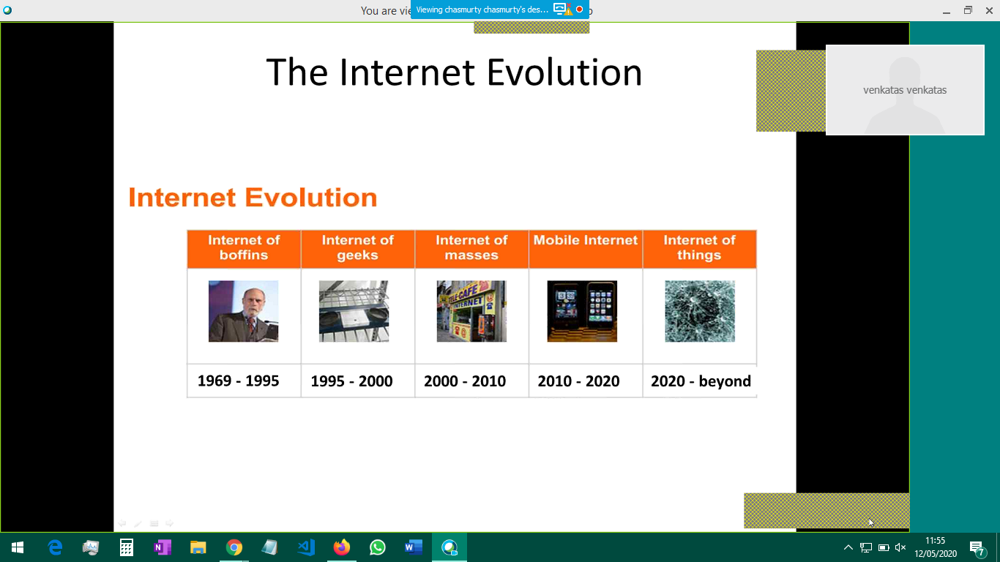 You are vie
Viewing chasmurty chasmurty's des...
The Internet Evolution
venkatas venkatas
Internet Evolution
Internet of boffins
Internet of geeks
Internet of masses
Mobile Internet
Internet of things
TELE-CAFE
INTERNET
1969 - 1995
1995 - 2000
2000 - 2010
2010 - 2020
2020 - beyond
11:55
12/05/2020
7